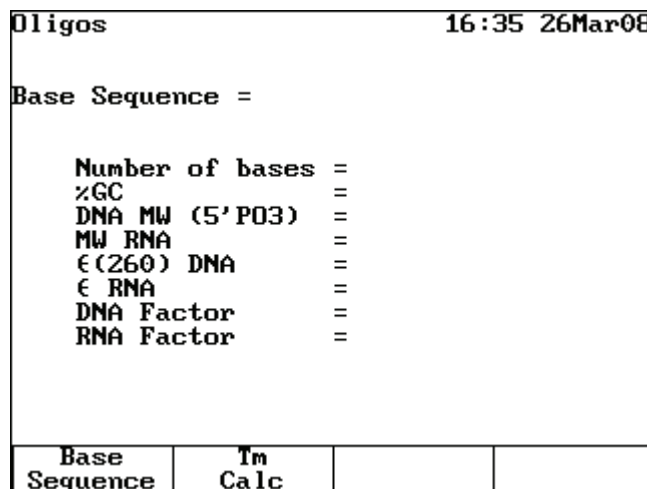 Oligos 16:35 26Mar08
Base Sequence =
Number of bases =
%GC =
DNA MW (5'PO3) =
MW RNA =
ϵ(260) DNA =
ϵ RNA =
DNA Factor =
RNA Factor =
Base Tm
Sequence Calc